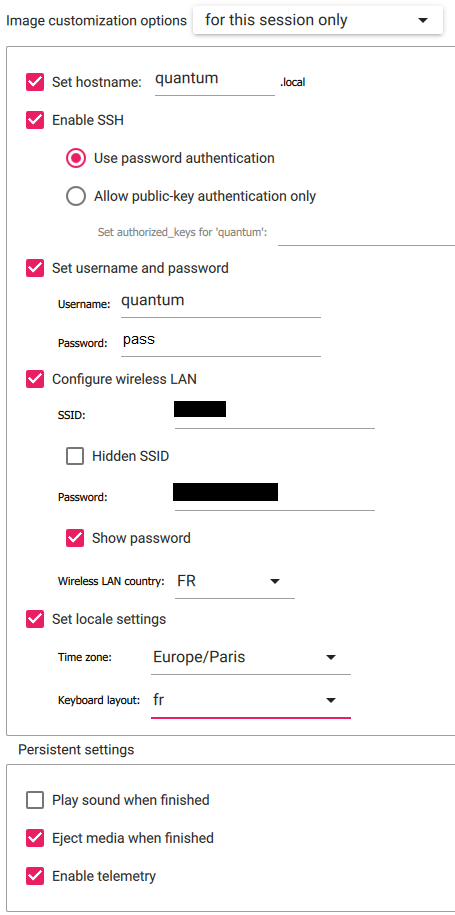 Image customization options for this session only
Set hostname: quantum .local
Enable SSH
Use password authentication
Allow public-key authentication only
Set authorized_keys for 'quantum':
Set username and password
Username: quantum
Password: pass
Configure wireless LAN
SSID:
Hidden SSID
Password:
Show password
Wireless LAN country: FR
Set locale settings
Time zone: Europe/Paris
Keyboard layout: fr
Persistent settings
Play sound when finished
Eject media when finished
Enable telemetry